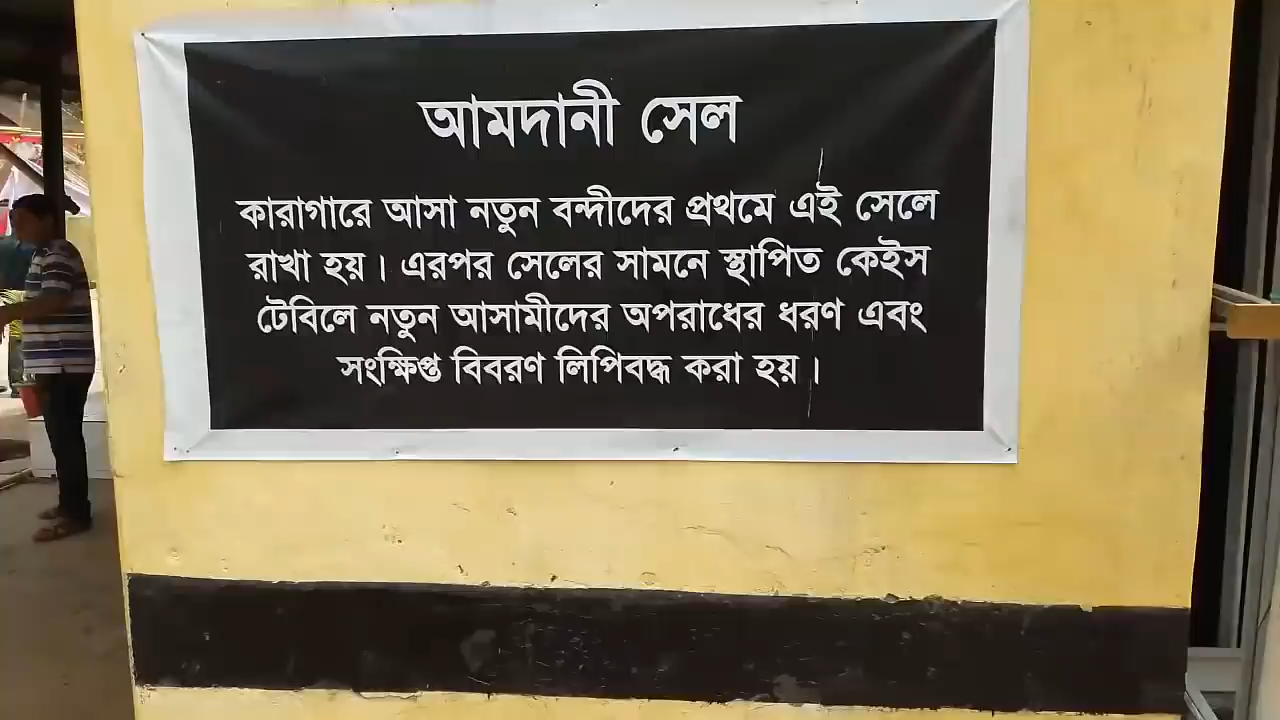 আমদানী সেল
কারাগারে আসা নতুন বন্দীদের প্রথমে এই সেলে
রাখা হয়। এরপর সেলের সামনে স্থাপিত কেইস
টেবিলে নতুন আসামীদের অপরাধের ধরণ এবং
সংক্ষিপ্ত বিবরণ লিপিবদ্ধ করা হয়।